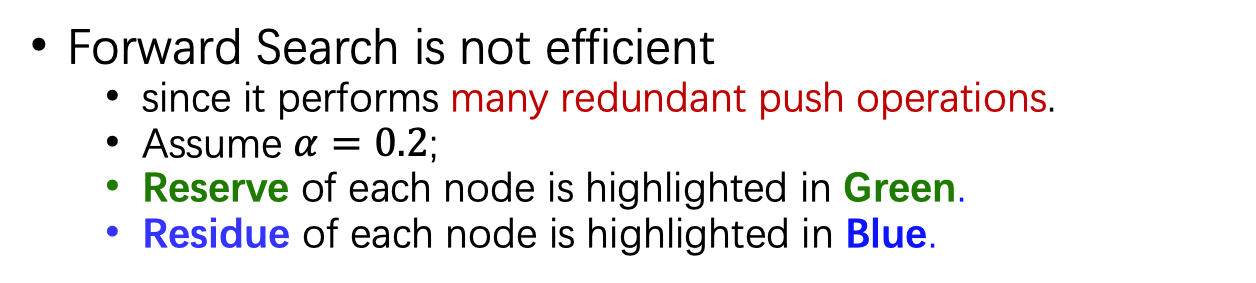 • Forward Search is not efficient
• since it performs many redundant push operations.
• Assume 𝛼 = 0.2;
• Reserve of each node is highlighted in Green.
• Residue of each node is highlighted in Blue.